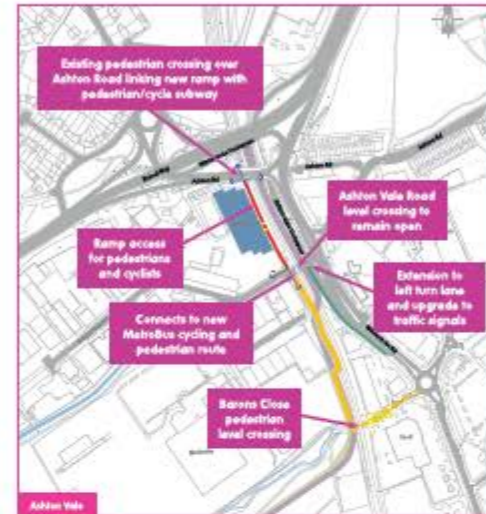 Existing pedestrian crossing over
Ashton Road linking new ramp with
pedestrian/cycle subway
Ashton Vale Road
level crossing to
remain open
Ramp access
for pedestrians
and cyclists
Extension to
left turn lane
and upgrade to
traffic signals
Connects to new
MetroBus cycling and
pedestrian route
Barons Close
pedestrian
level crossing
Ashton Vale